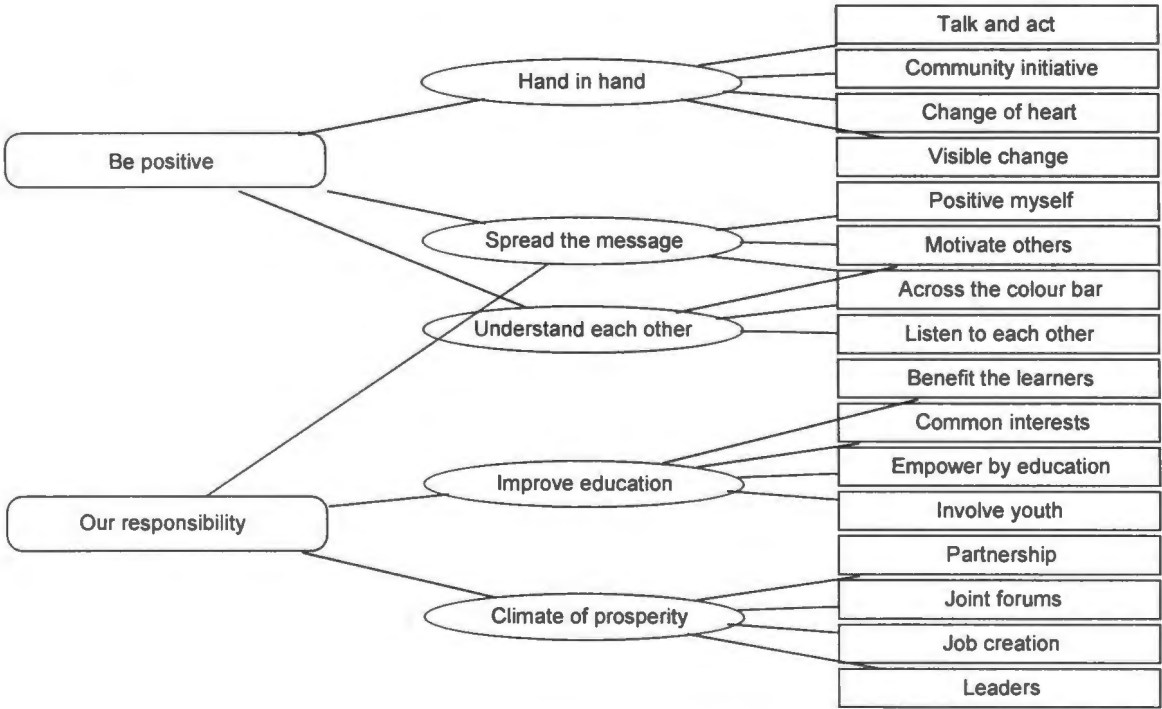 Talk and act
Community initiative
Hand in hand
Change of heart
Be positive
Visible change
Positive myself
Spread the message
Motivate others
Across the colour bar
Understand each other
Listen to each other
Benefit the learners
Common interests
Improve education
Empower by education
Our responsibility
Involve youth
Partnership
Joint forums
Climate of prosperity
Job creation
Leaders